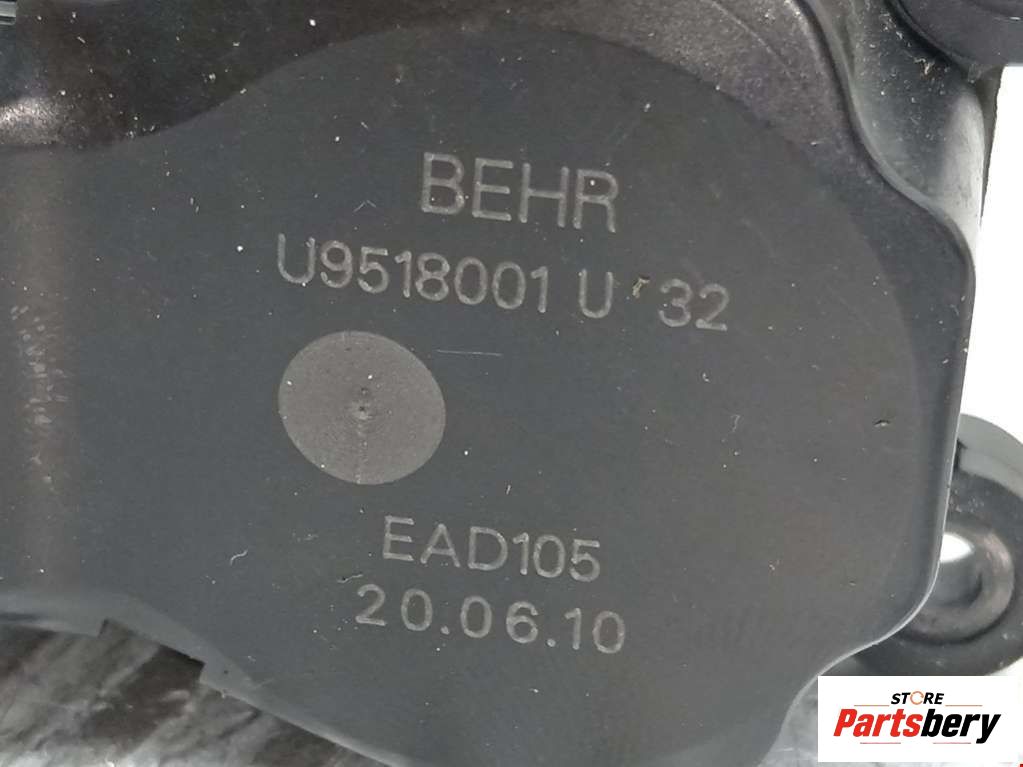 BEHR
U9518001 U 32
EAD105
20.06.10
STORE
Partsbery